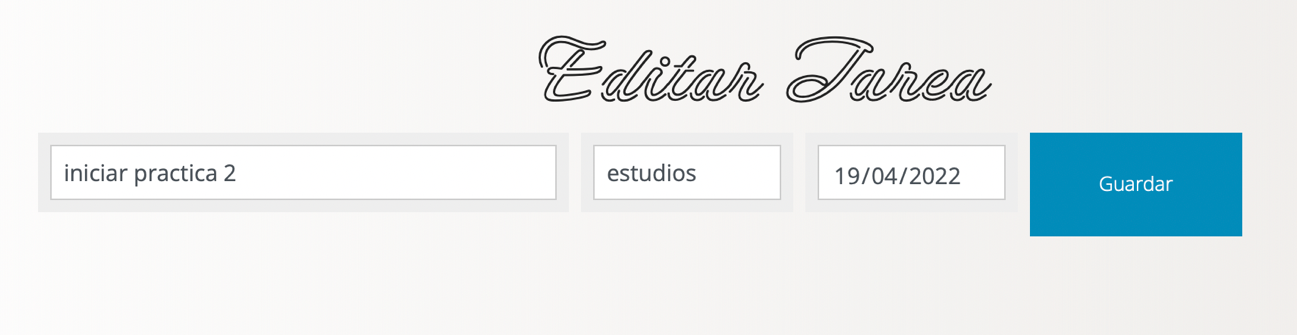 Editar Tarea
iniciar practica 2
estudios
19/04/2022
Guardar